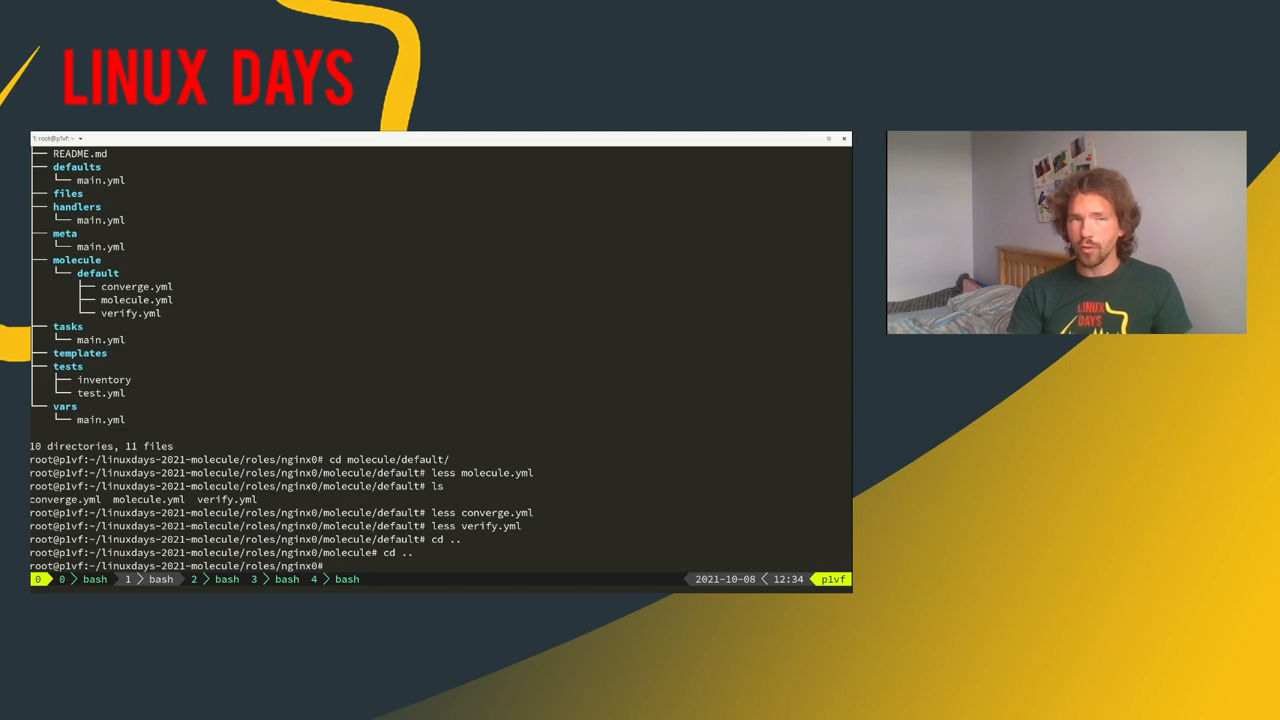 LINUX DAYS
1: root@p1vf: ~
README.md
defaults
main.yml
files
handlers
main.yml
meta
main.yml
molecule
default
converge.yml
molecule.yml
verify.yml
tasks
main.yml
templates
tests
inventory
test.yml
vars
main.yml
10 directories, 11 files
root@p1vf:~/linuxdays-2021-molecule/roles/nginx0# cd molecule/default/
root@p1vf:~/linuxdays-2021-molecule/roles/nginx0/molecule/default# less molecule.yml
root@p1vf:~/linuxdays-2021-molecule/roles/nginx0/molecule/default# ls
converge.yml  molecule.yml  verify.yml
root@p1vf:~/linuxdays-2021-molecule/roles/nginx0/molecule/default# less converge.yml
root@p1vf:~/linuxdays-2021-molecule/roles/nginx0/molecule/default# less verify.yml
root@p1vf:~/linuxdays-2021-molecule/roles/nginx0/molecule/default# cd ..
root@p1vf:~/linuxdays-2021-molecule/roles/nginx0/molecule# cd ..
root@p1vf:~/linuxdays-2021-molecule/roles/nginx0#
0 0 bash 1 bash 2 bash 3 bash 4 bash 2021-10-08 12:34 p1vf
LINUX
DAYS